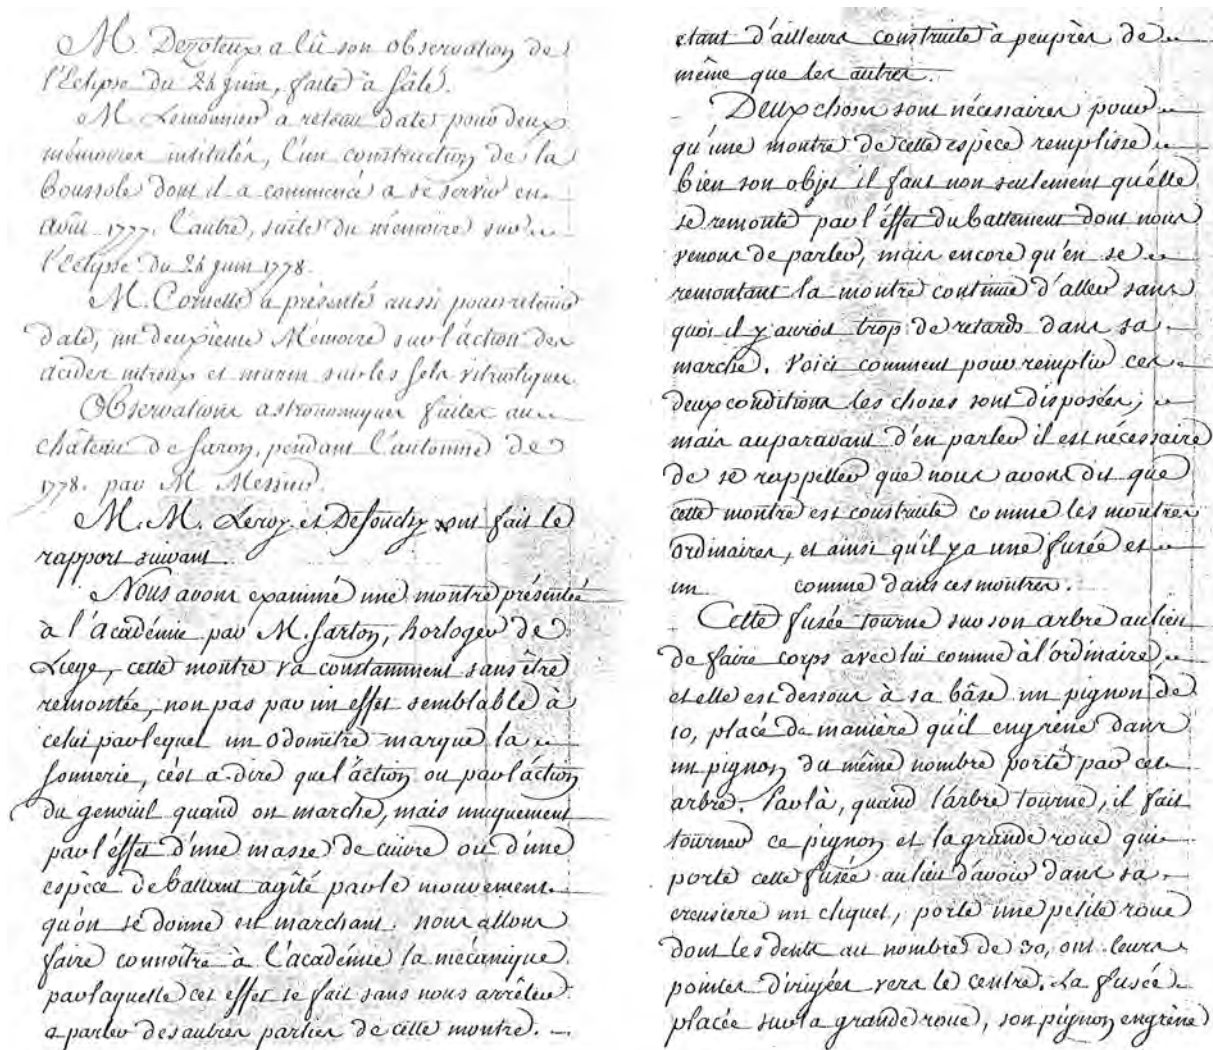 M. Dezoteux a lû son observation de
l'Eclipse du 24 juin, faite à Salé.
M. Lemonnier a retenu date pour deux
mémoires intitulés, l'un construction de la
Boussole dont il a commencé a se servir en
Août 1777. l'autre, suite du mémoire sur
l'Eclipse du 24 juin 1778.
M. Cornette a présenté aussi pour retenir
date, un deuxieme Mémoire sur l'action des
acides nitreux et marin sur les sels vitrioliques.
Observations astronomiques faites au
château de Saron, pendant l'automne de
1778. par M. Messier.
M. M. Leroy et Defouchy ont fait le
rapport suivant.
Nous avons examiné une montre présentée
à l'académie par M. Sarton, horloger de
Liege, cette montre va constamment sans être
remontée, non pas par un effet semblable à
celui par lequel un Odomètre marque la
sonnerie, c'est a-dire que l'áction ou par l'áction
du genouil quand on marche, mais uniquement
par l'éffet d'une masse de cuivre ou d'une
espèce de battant agité par le mouvement
qu'on se donne en marchant. nous allons
faire connoître à l'académie la mécanique
par laquelle cet effet se fait sans nous arrêter
a parler des autres parties de cette montre.
etant d'ailleurs construite à peuprès de
même que les autres.
Deux choses sont nécessaires pour
qu'une montre de cette espece remplisse
bien son objet il faut non seulement qu'elle
se remonte par l'éffet du battement dont nous
venons de parler, mais encore qu'en se
remontant la montre continue d'aller sans
quoi il y auroit trop de retards dans sa
marche. Voici comment pour remplir ces
deux conditions les choses sont disposées;
mais auparavant d'en parler il est nécessaire
de se rappeller que nous avons dit que
cette montre est construite comme les montres
ordinaires, et ainsi qu'il y a une fusée et
un comme dans ces montres.
Cette fusée tourne sur son arbre au lieu
de faire corps avec lui comme à l'ordinaire,
et elle est dessous à sa bâse un pignon de
10, placé de manière qu'il engrène dans
un pignon du même nombre porté par cet
arbre. Par là, quand l'arbre tourne, il fait
tourner ce pignon et la grande roue qui
porte cette fusée au lieu d'avoir dans sa
creusiere un cliquet, porte une petite roue
dont les dents au nombre de 30, ont leurs
pointes dirigées vers le centre. La fusée
placée sur la grande roue, son pignon engrène